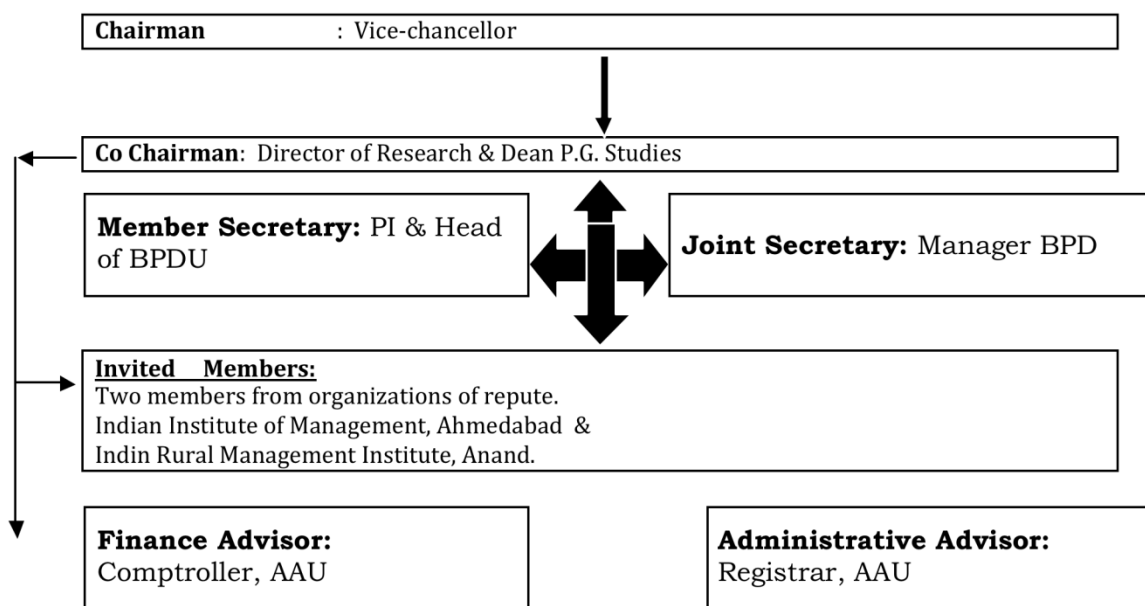 Chairman : Vice-chancellor
Co Chairman: Director of Research & Dean P.G. Studies
Member Secretary: PI & Head
of BPDU
Joint Secretary: Manager BPD
Invited Members:
Two members from organizations of repute.
Indian Institute of Management, Ahmedabad &
Indin Rural Management Institute, Anand.
Finance Advisor:
Comptroller, AAU
Administrative Advisor:
Registrar, AAU